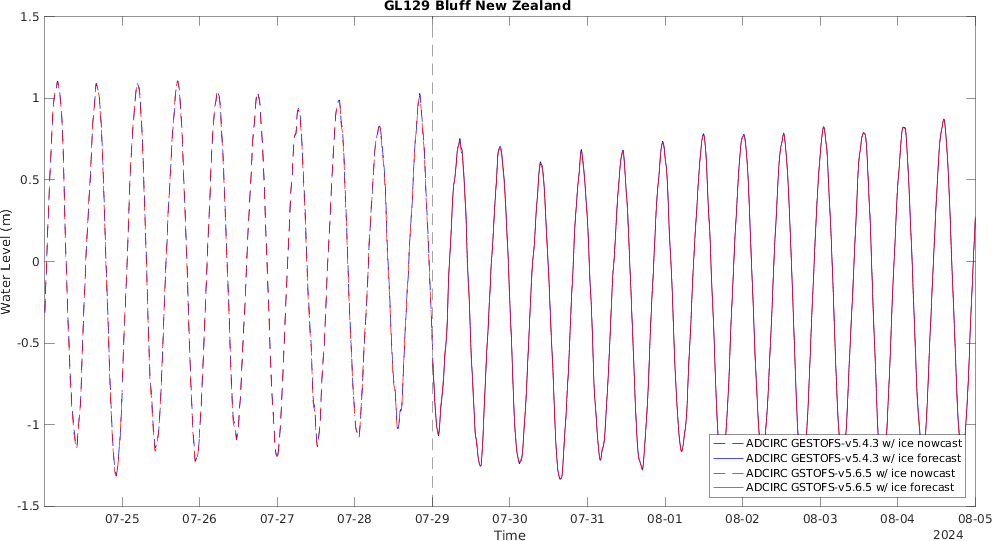 GL129 Bluff New Zealand
1.5
1
0.5
0
-0.5
-1
-1.5
Water Level (m)
ADCIRC GESTOFS-v5.4.3 w/ ice nowcast
ADCIRC GESTOFS-v5.4.3 w/ ice forecast
ADCIRC GSTOFS-v5.6.5 w/ ice nowcast
ADCIRC GSTOFS-v5.6.5 w/ ice forecast
07-25 07-26 07-27 07-28 07-29 07-30 07-31 08-01 08-02 08-03 08-04 08-05
Time
2024